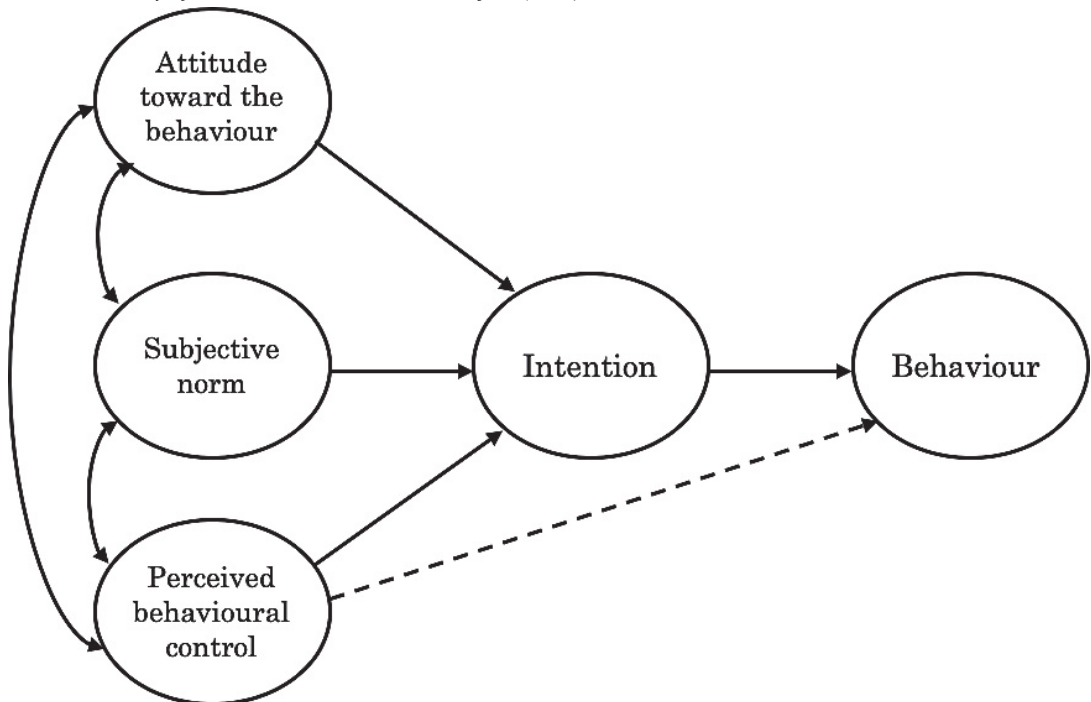 Attitude
toward the
behaviour
Subjective
norm
Intention
Behaviour
Perceived
behavioural
control